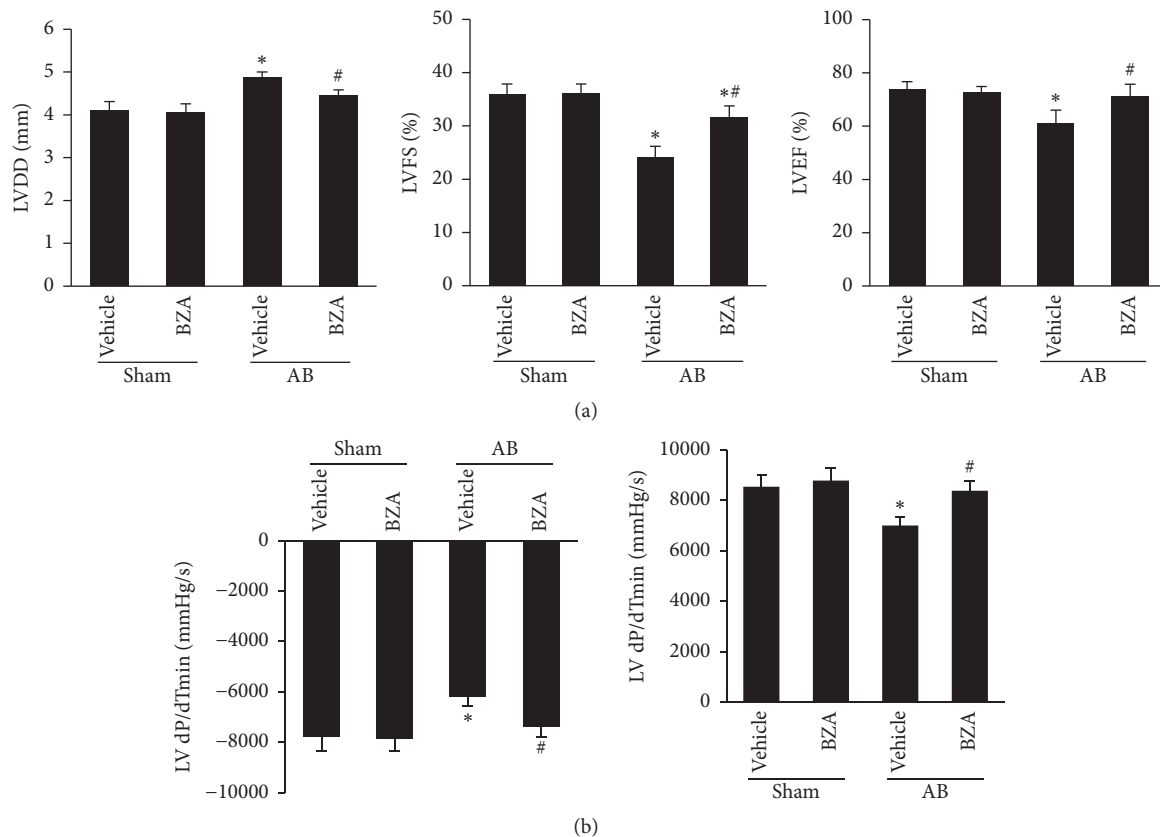 (a)
LVDD (mm)
6
5
4
3
2
1
0
*
#
Vehicle
BZA
Vehicle
BZA
Sham
AB
LVFS (%)
50
40
30
20
10
0
*
*#
Vehicle
BZA
Vehicle
BZA
Sham
AB
LVEF (%)
100
80
60
40
20
0
*
#
Vehicle
BZA
Vehicle
BZA
Sham
AB
(a)
Sham
AB
Vehicle
BZA
Vehicle
BZA
LV dP/dTmin (mmHg/s)
0
−2000
−4000
−6000
−8000
−10000
*
#
LV dP/dTmin (mmHg/s)
10000
8000
6000
4000
2000
0
*
#
Vehicle
BZA
Vehicle
BZA
Sham
AB
(b)